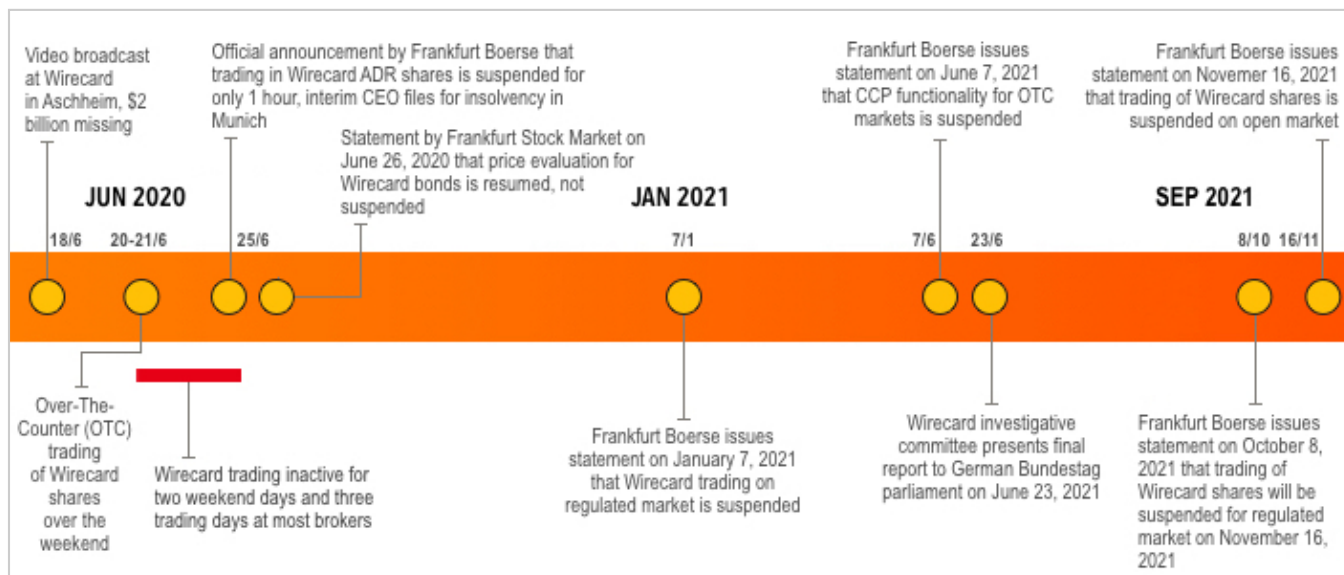 Video broadcast
at Wirecard
in Aschheim, $2
billion missing
Official announcement by Frankfurt Boerse that
trading in Wirecard ADR shares is suspended for
only 1 hour, interim CEO files for insolvency in
Munich
Statement by Frankfurt Stock Market on
June 26, 2020 that price evaluation for
Wirecard bonds is resumed, not
suspended
Frankfurt Boerse issues
statement on June 7, 2021
that CCP functionality for OTC
markets is suspended
Frankfurt Boerse issues
statement on Novemer 16, 2021
that trading of Wirecard shares is
suspended on open market
JUN 2020
JAN 2021
SEP 2021
18/6
20-21/6
25/6
7/1
7/6
23/6
8/10
16/11
Over-The-
Counter (OTC)
trading
of Wirecard
shares
over the
weekend
Wirecard trading inactive for
two weekend days and three
trading days at most brokers
Frankfurt Boerse issues
statement on January 7, 2021
that Wirecard trading on
regulated market is suspended
Wirecard investigative
committee presents final
report to German Bundestag
parliament on June 23, 2021
Frankfurt Boerse issues
statement on October 8,
2021 that trading of
Wirecard shares will be
suspended for regulated
market on November 16,
2021